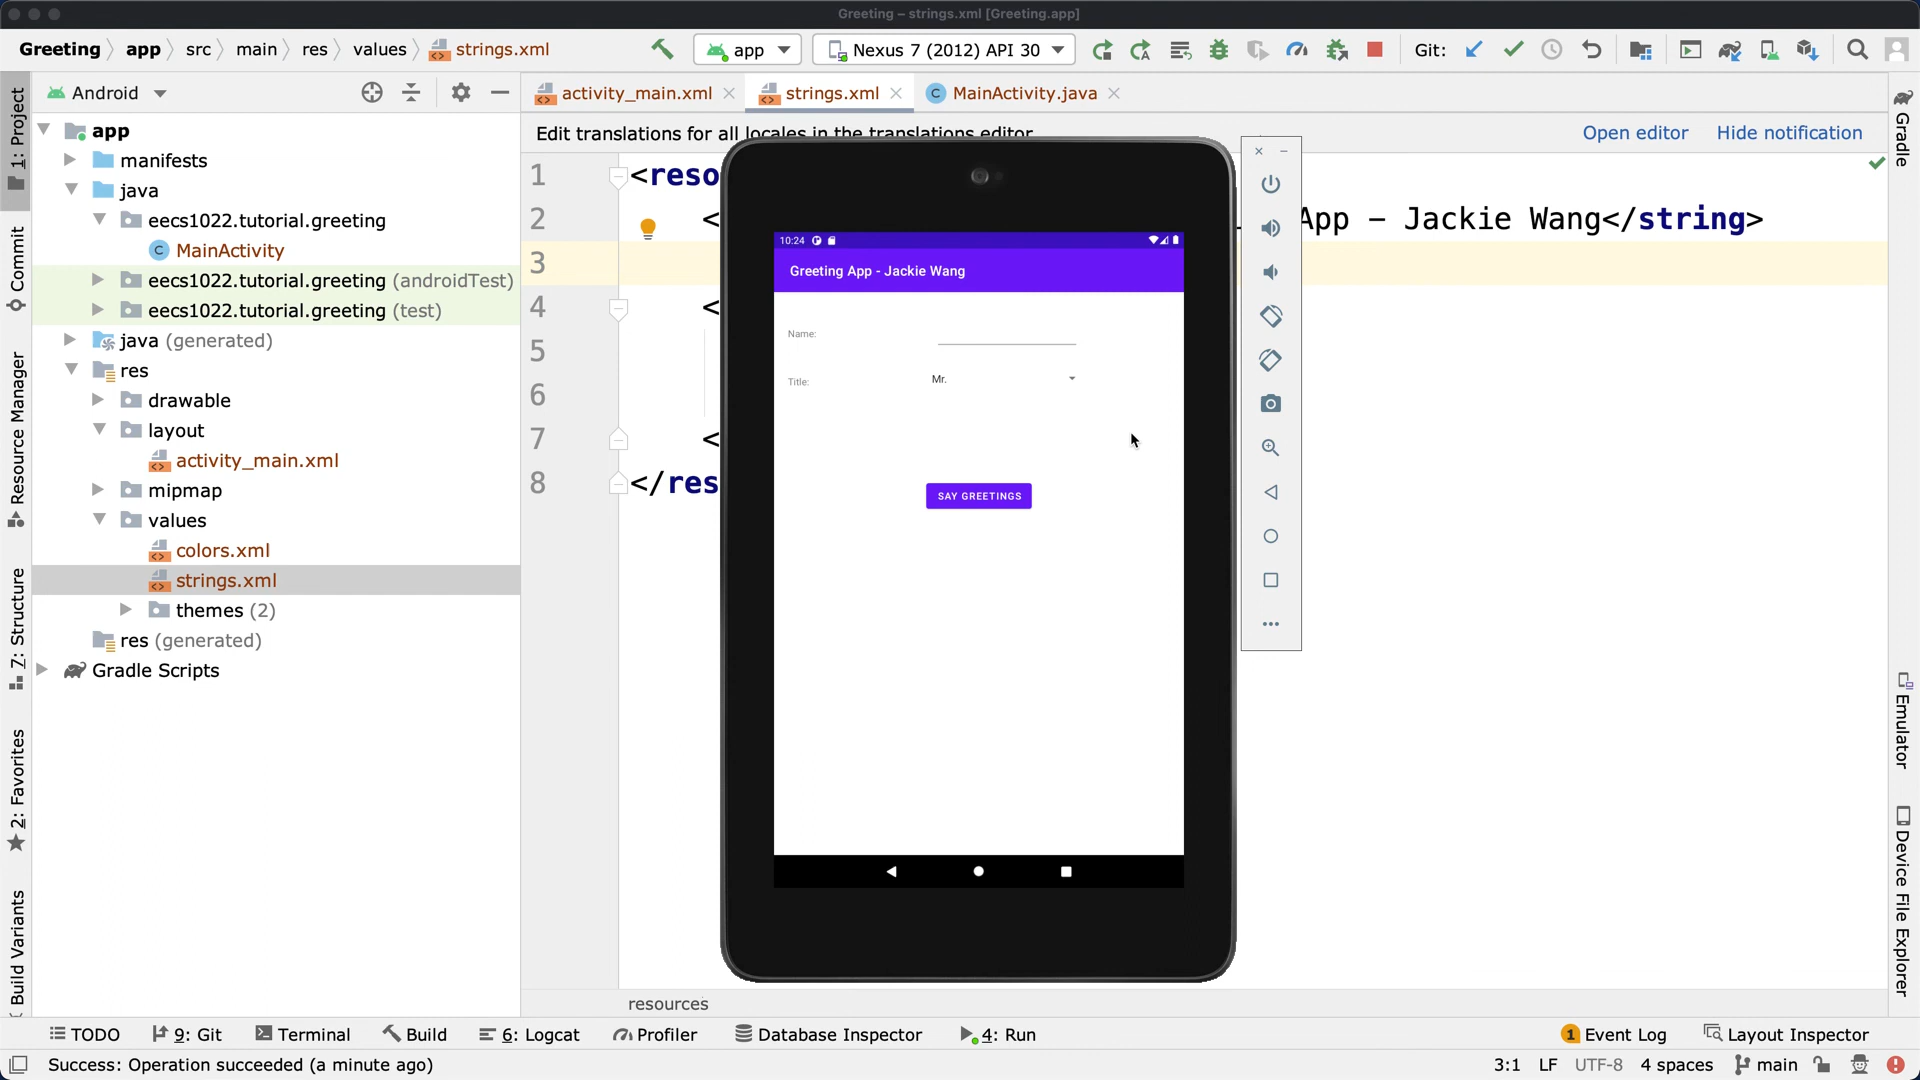 Greeting – strings.xml [Greeting.app]
Greeting app src main res values strings.xml app Nexus 7 (2012) API 30 Git:
Android
activity_main.xml strings.xml MainActivity.java
Edit translations for all locales in the translations editor Open editor Hide notification
app
manifests
java
eecs1022.tutorial.greeting
MainActivity
eecs1022.tutorial.greeting (androidTest)
eecs1022.tutorial.greeting (test)
java (generated)
res
drawable
layout
activity_main.xml
mipmap
values
colors.xml
strings.xml
themes (2)
res (generated)
Gradle Scripts
1: Project
Commit
Resource Manager
7: Structure
2: Favorites
Build Variants
1 <reso
2 < App – Jackie Wang</string>
3
4 <
5
6
7 <
8 </res
10:24
Greeting App - Jackie Wang
Name:
Title: Mr.
SAY GREETINGS
Gradle
Emulator
Device File Explorer
resources
TODO 9: Git Terminal Build 6: Logcat Profiler Database Inspector 4: Run 1 Event Log Layout Inspector
Success: Operation succeeded (a minute ago) 3:1 LF UTF-8 4 spaces main